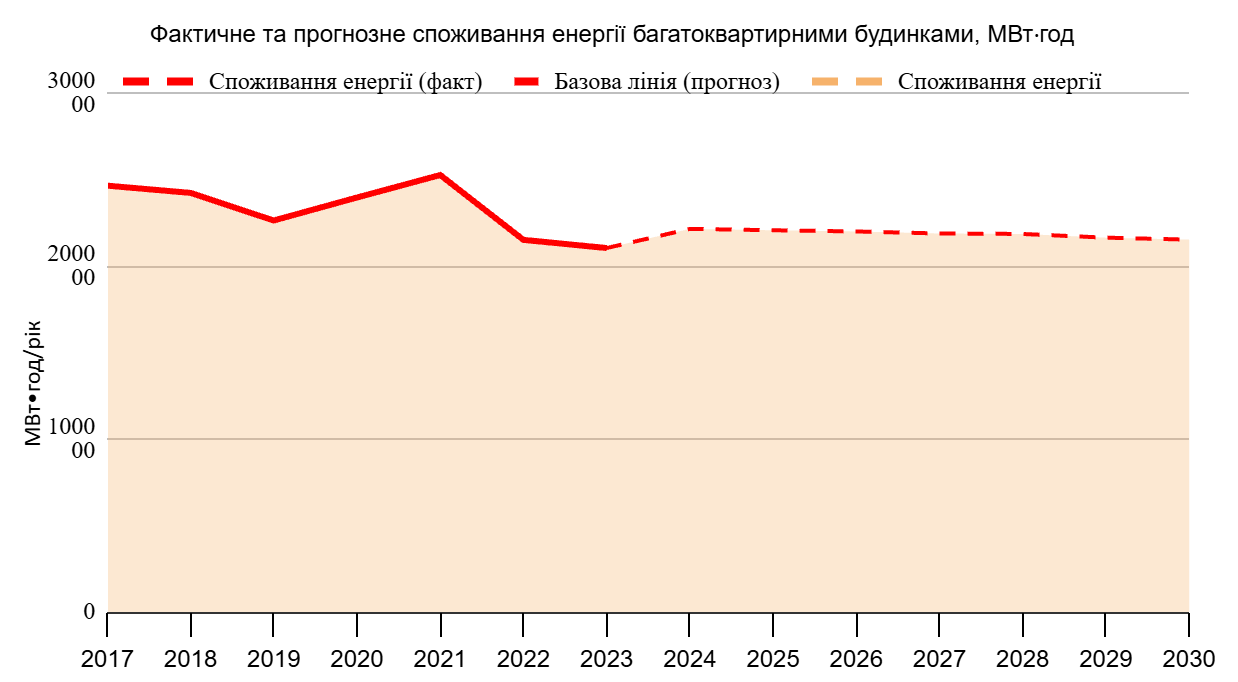 Фактичне та прогнозне споживання енергії багатоквартирними будинками, МВт·год
Споживання енергії (факт) Базова лінія (прогноз) Споживання енергії
3000
00
2000
00
1000
00
0
МВт•год/рік
2017 2018 2019 2020 2021 2022 2023 2024 2025 2026 2027 2028 2029 2030